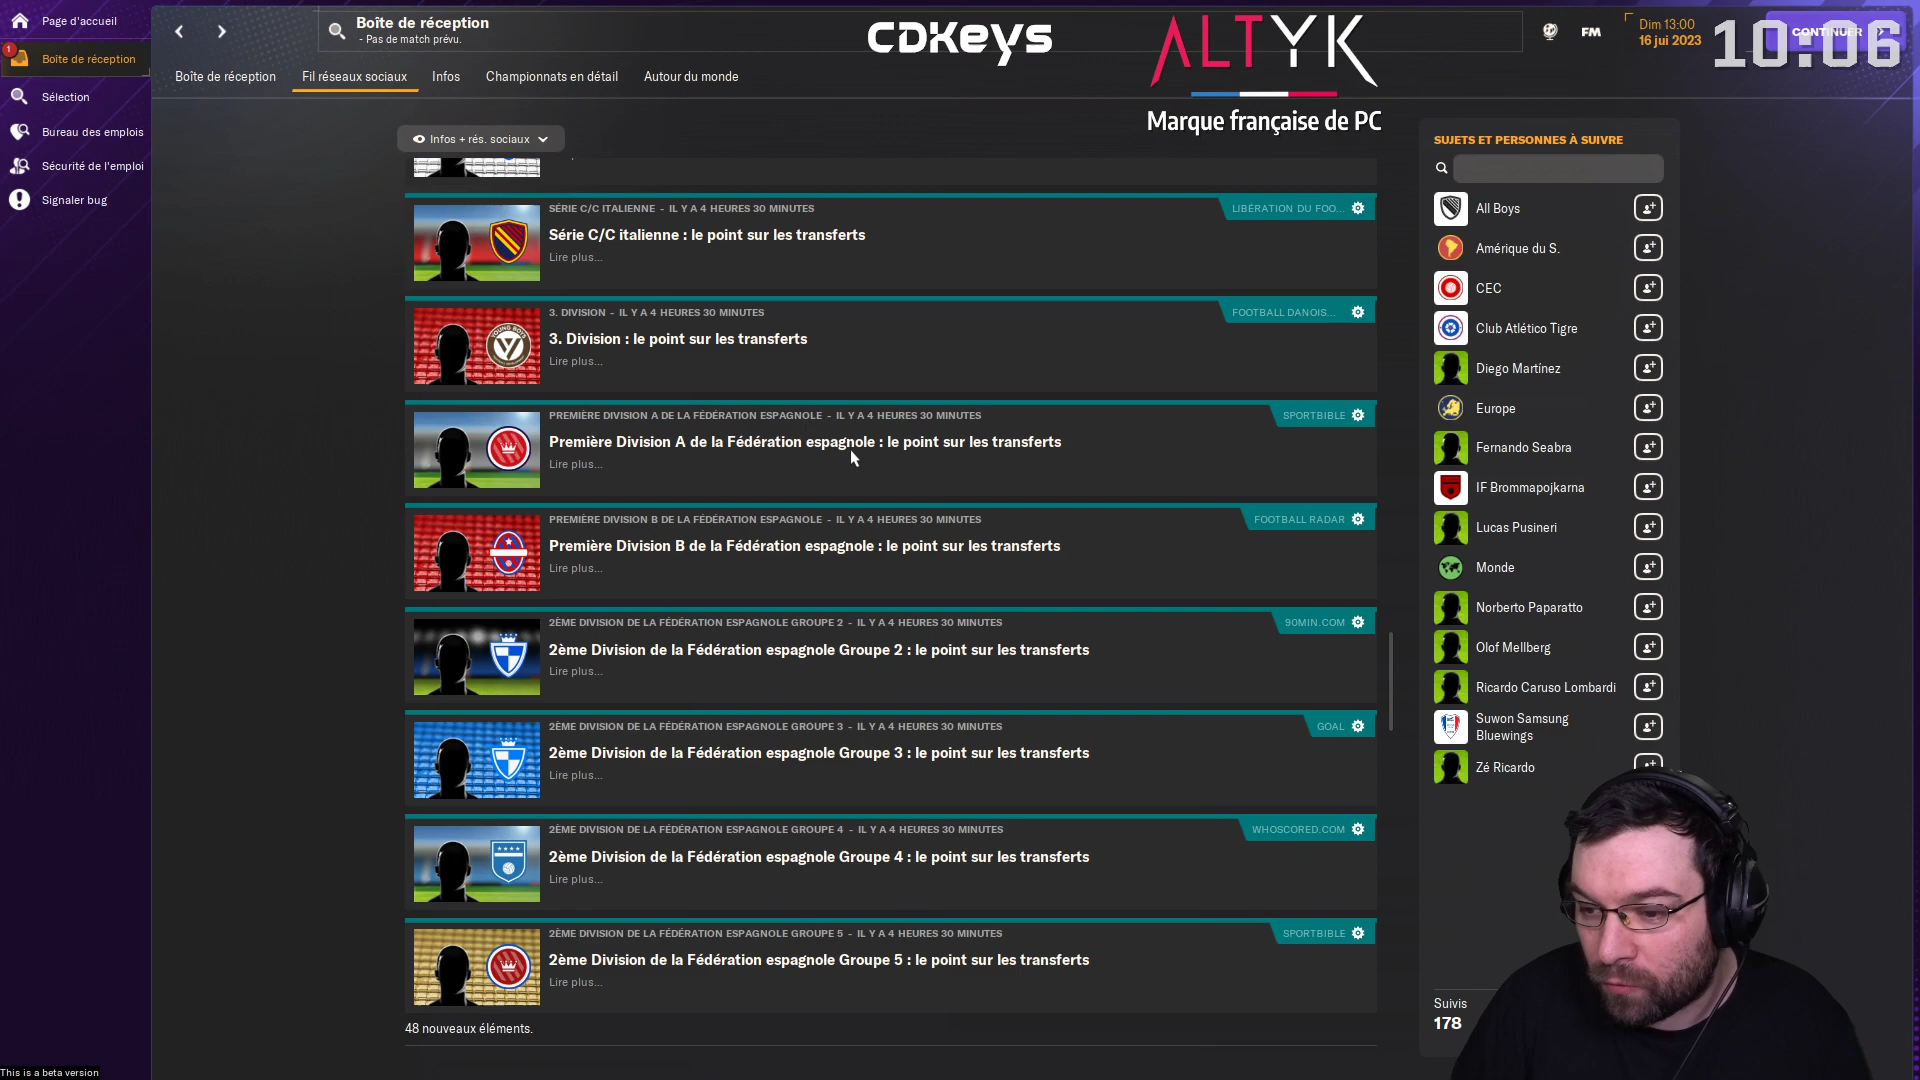 Page d'accueil
1
Boîte de réception
Sélection
Bureau des emplois
Sécurité de l'emploi
Signaler bug
This is a beta version
Boîte de réception
- Pas de match prévu.
CDKeys
ALTYK
Marque française de PC
FM
Dim 13:00
16 jui 2023
CONTINUER
10:06
Boîte de réception
Fil réseaux sociaux
Infos
Championnats en détail
Autour du monde
Infos + rés. sociaux
SÉRIE C/C ITALIENNE - IL Y A 4 HEURES 30 MINUTES
LIBÉRATION DU FOO...
Série C/C italienne : le point sur les transferts
Lire plus...
3. DIVISION - IL Y A 4 HEURES 30 MINUTES
FOOTBALL DANOIS...
3. Division : le point sur les transferts
Lire plus...
PREMIÈRE DIVISION A DE LA FÉDÉRATION ESPAGNOLE - IL Y A 4 HEURES 30 MINUTES
SPORTBIBLE
Première Division A de la Fédération espagnole : le point sur les transferts
Lire plus...
PREMIÈRE DIVISION B DE LA FÉDÉRATION ESPAGNOLE - IL Y A 4 HEURES 30 MINUTES
FOOTBALL RADAR
Première Division B de la Fédération espagnole : le point sur les transferts
Lire plus...
2ÈME DIVISION DE LA FÉDÉRATION ESPAGNOLE GROUPE 2 - IL Y A 4 HEURES 30 MINUTES
90MIN.COM
2ème Division de la Fédération espagnole Groupe 2 : le point sur les transferts
Lire plus...
2ÈME DIVISION DE LA FÉDÉRATION ESPAGNOLE GROUPE 3 - IL Y A 4 HEURES 30 MINUTES
GOAL
2ème Division de la Fédération espagnole Groupe 3 : le point sur les transferts
Lire plus...
2ÈME DIVISION DE LA FÉDÉRATION ESPAGNOLE GROUPE 4 - IL Y A 4 HEURES 30 MINUTES
WHOSCORED.COM
2ème Division de la Fédération espagnole Groupe 4 : le point sur les transferts
Lire plus...
2ÈME DIVISION DE LA FÉDÉRATION ESPAGNOLE GROUPE 5 - IL Y A 4 HEURES 30 MINUTES
SPORTBIBLE
2ème Division de la Fédération espagnole Groupe 5 : le point sur les transferts
Lire plus...
48 nouveaux éléments.
SUJETS ET PERSONNES À SUIVRE
All Boys
Amérique du S.
CEC
Club Atlético Tigre
Diego Martínez
Europe
Fernando Seabra
IF Brommapojkarna
Lucas Pusineri
Monde
Norberto Paparatto
Olof Mellberg
Ricardo Caruso Lombardi
Suwon Samsung
Bluewings
Zé Ricardo
Suivis
178